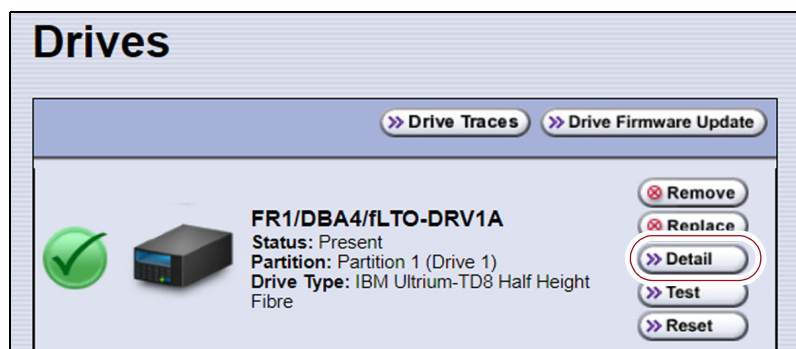 Drives
Drive Traces
Drive Firmware Update
FR1/DBA4/fLTO-DRV1A
Status: Present
Partition: Partition 1 (Drive 1)
Drive Type: IBM Ultrium-TD8 Half Height
Fibre
Remove
Replace
Detail
Test
Reset